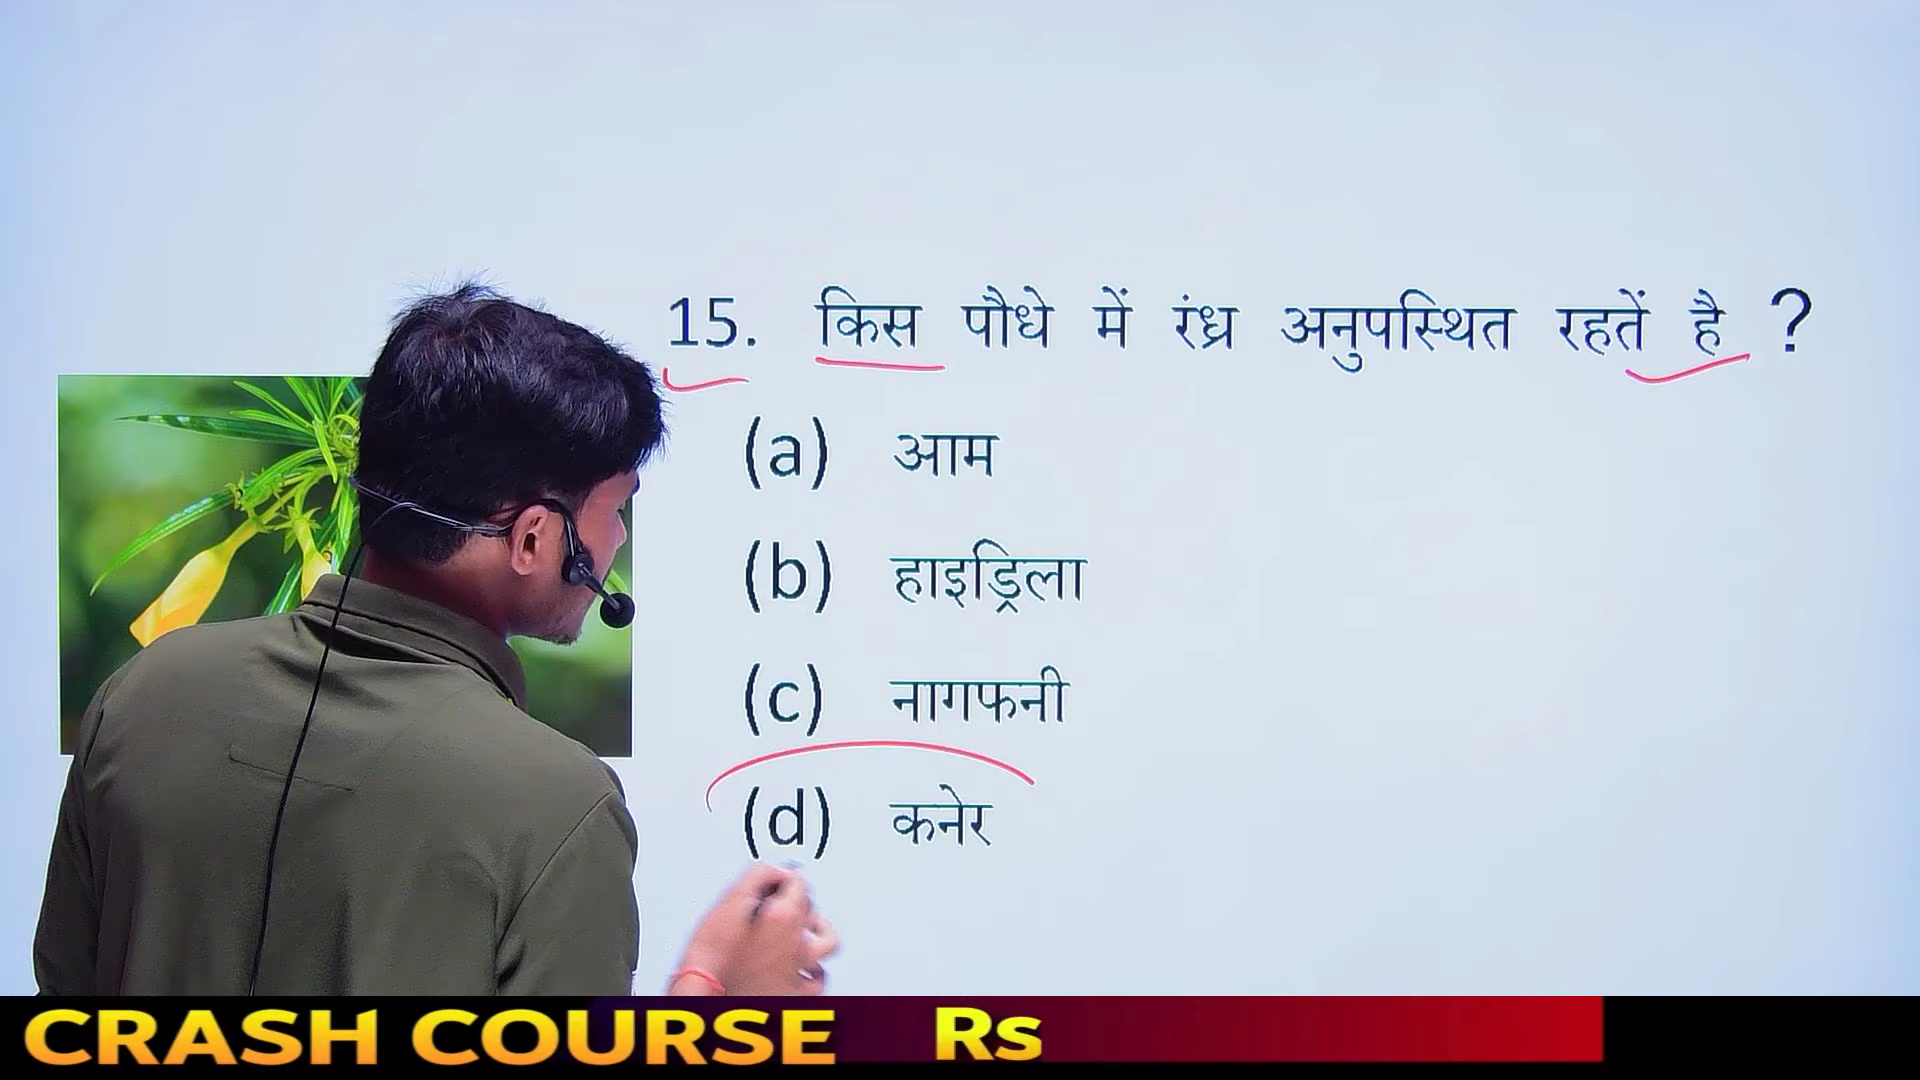 15. किस पौधे में रंध्र अनुपस्थित रहतें है ?
(a) आम
(b) हाइड्रिला
(c) नागफनी
(d) कनेर
CRASH COURSE Rs